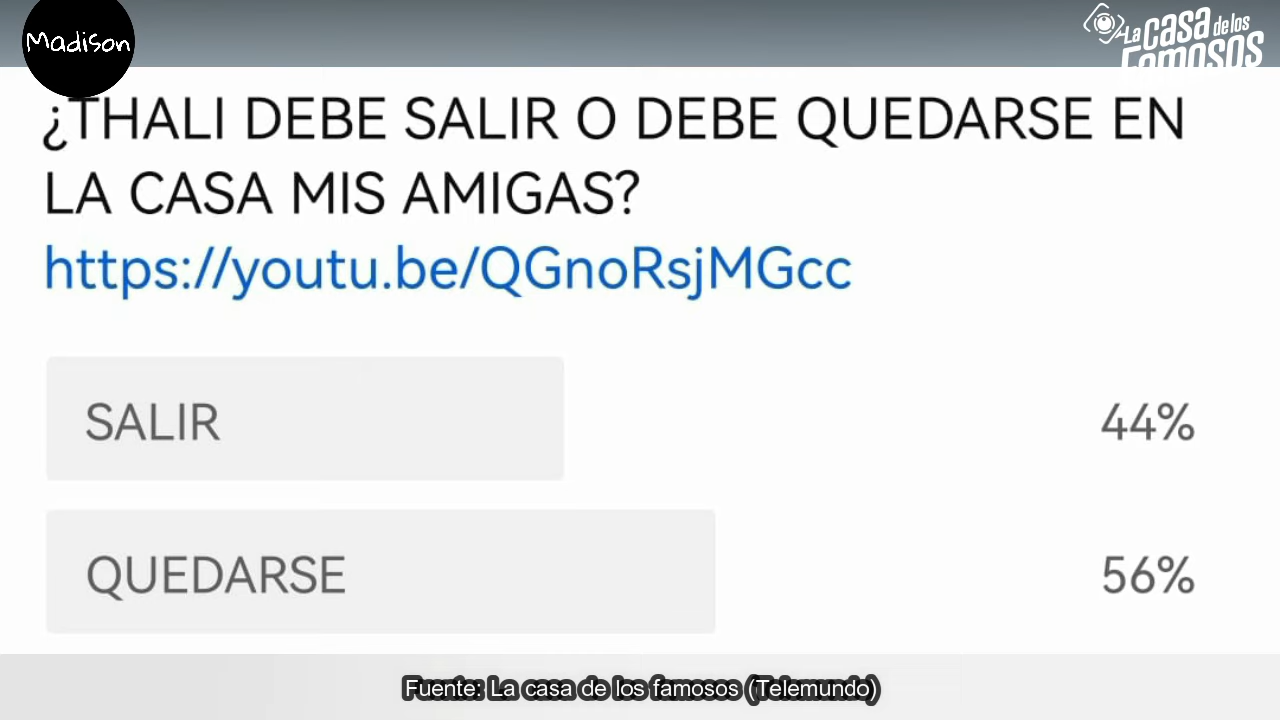 Madison
La casa de los
famosos
¿THALI DEBE SALIR O DEBE QUEDARSE EN
LA CASA MIS AMIGAS?
https://youtu.be/QGnoRsjMGcc
SALIR 44%
QUEDARSE 56%
Fuente: La casa de los famosos (Telemundo)